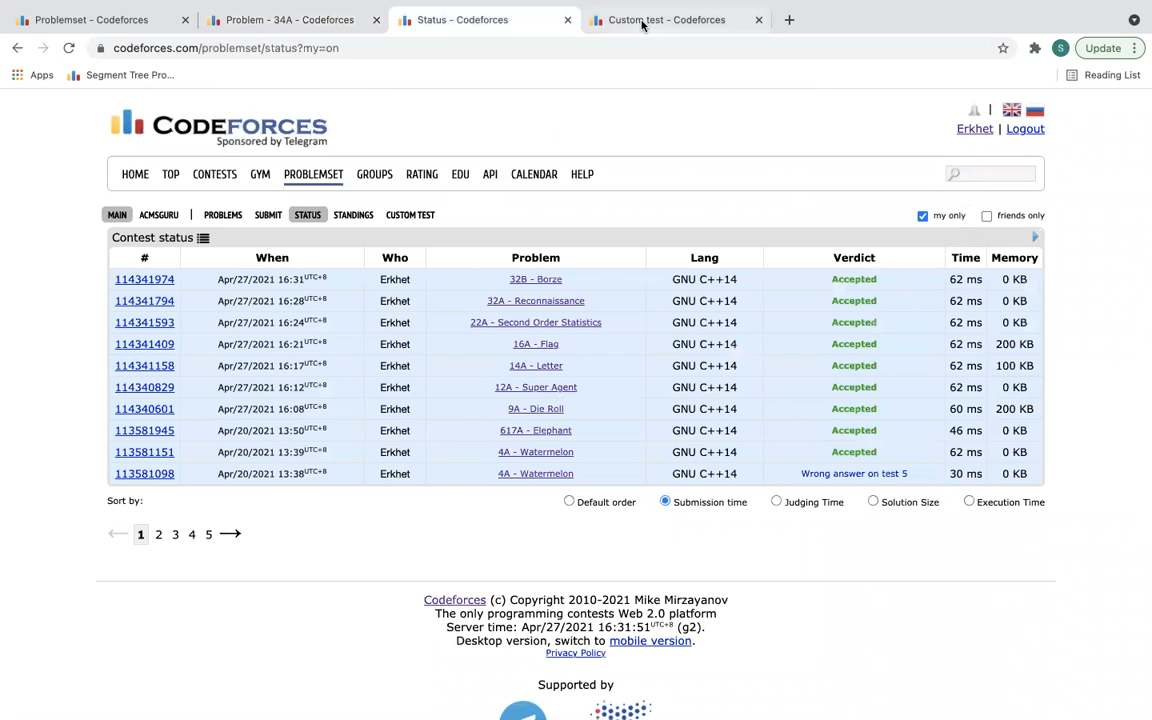 Problemset - Codeforces
Problem - 34A - Codeforces
Status - Codeforces
Custom test - Codeforces
codeforces.com/problemset/status?my=on
S
Update
Apps
Segment Tree Pro...
Reading List
CODEFORCES
Sponsored by Telegram
Erkhet | Logout
HOME TOP CONTESTS GYM PROBLEMSET GROUPS RATING EDU API CALENDAR HELP
MAIN ACMSGURU | PROBLEMS SUBMIT STATUS STANDINGS CUSTOM TEST
my only
friends only
Contest status
# When Who Problem Lang Verdict Time Memory
114341974 Apr/27/2021 16:31UTC+8 Erkhet 32B - Borze GNU C++14 Accepted 62 ms 0 KB
114341794 Apr/27/2021 16:28UTC+8 Erkhet 32A - Reconnaissance GNU C++14 Accepted 62 ms 0 KB
114341593 Apr/27/2021 16:24UTC+8 Erkhet 22A - Second Order Statistics GNU C++14 Accepted 62 ms 0 KB
114341409 Apr/27/2021 16:21UTC+8 Erkhet 16A - Flag GNU C++14 Accepted 62 ms 200 KB
114341158 Apr/27/2021 16:17UTC+8 Erkhet 14A - Letter GNU C++14 Accepted 62 ms 100 KB
114340829 Apr/27/2021 16:12UTC+8 Erkhet 12A - Super Agent GNU C++14 Accepted 62 ms 0 KB
114340601 Apr/27/2021 16:08UTC+8 Erkhet 9A - Die Roll GNU C++14 Accepted 60 ms 200 KB
113581945 Apr/20/2021 13:50UTC+8 Erkhet 617A - Elephant GNU C++14 Accepted 46 ms 0 KB
113581151 Apr/20/2021 13:39UTC+8 Erkhet 4A - Watermelon GNU C++14 Accepted 62 ms 0 KB
113581098 Apr/20/2021 13:38UTC+8 Erkhet 4A - Watermelon GNU C++14 Wrong answer on test 5 30 ms 0 KB
Sort by: Default order Submission time Judging Time Solution Size Execution Time
1 2 3 4 5
Codeforces (c) Copyright 2010-2021 Mike Mirzayanov
The only programming contests Web 2.0 platform
Server time: Apr/27/2021 16:31:51UTC+8 (g2).
Desktop version, switch to mobile version.
Privacy Policy
Supported by